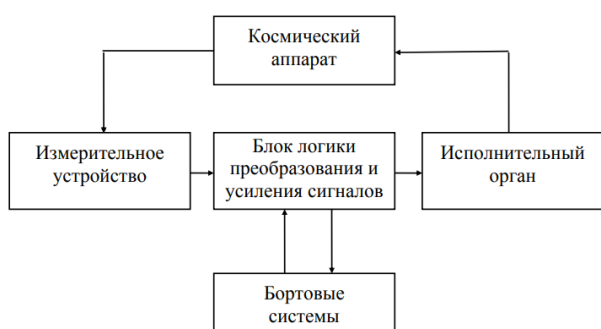 Космический
аппарат
Измерительное
устройство
Блок логики
преобразования и
усиления сигналов
Исполнительный
орган
Бортовые
системы